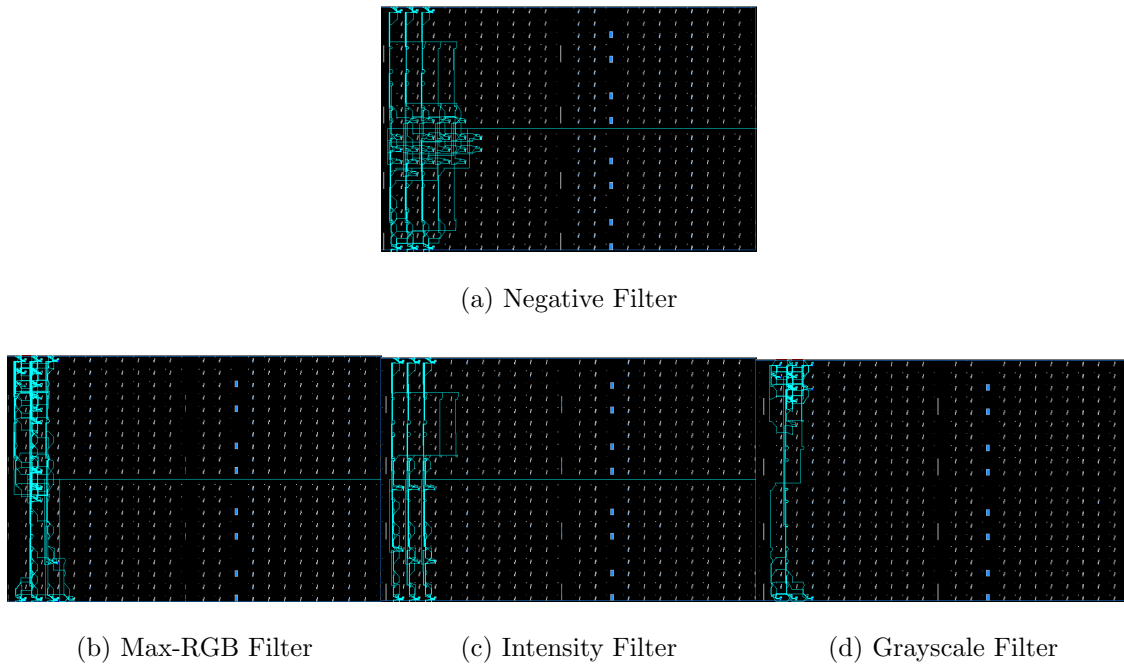 (a) Negative Filter
(b) Max-RGB Filter
(c) Intensity Filter
(d) Grayscale Filter